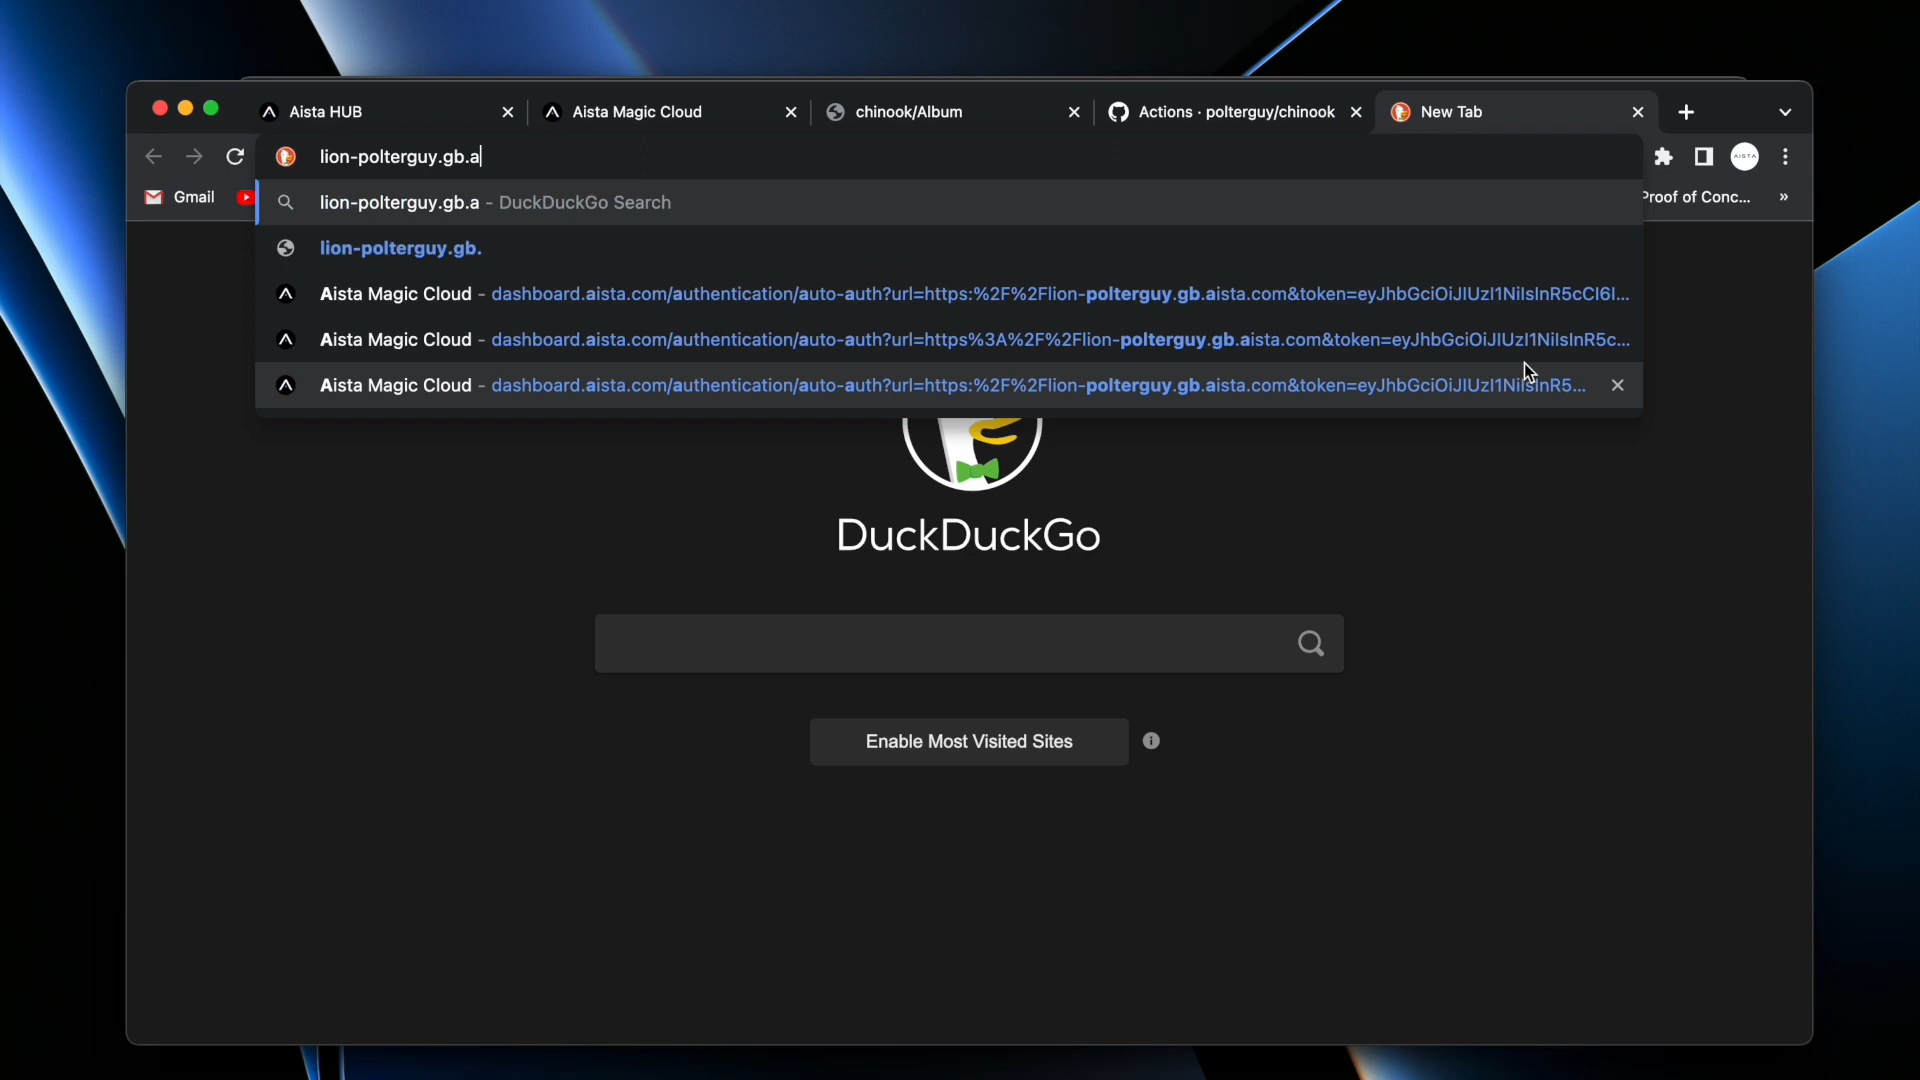 Aista HUB
Aista Magic Cloud
chinook/Album
Actions · polterguy/chinook
New Tab
lion-polterguy.gb.a
AISTA
Gmail
lion-polterguy.gb.a - DuckDuckGo Search
Proof of Conc...
lion-polterguy.gb.
Aista Magic Cloud - dashboard.aista.com/authentication/auto-auth?url=https:%2F%2Flion-polterguy.gb.aista.com&token=eyJhbGciOiJIUzI1NiIsInR5cCI6I...
Aista Magic Cloud - dashboard.aista.com/authentication/auto-auth?url=https%3A%2F%2Flion-polterguy.gb.aista.com&token=eyJhbGciOiJIUzI1NiIsInR5c...
Aista Magic Cloud - dashboard.aista.com/authentication/auto-auth?url=https:%2F%2Flion-polterguy.gb.aista.com&token=eyJhbGciOiJIUzI1NiIsInR5...
DuckDuckGo
Enable Most Visited Sites